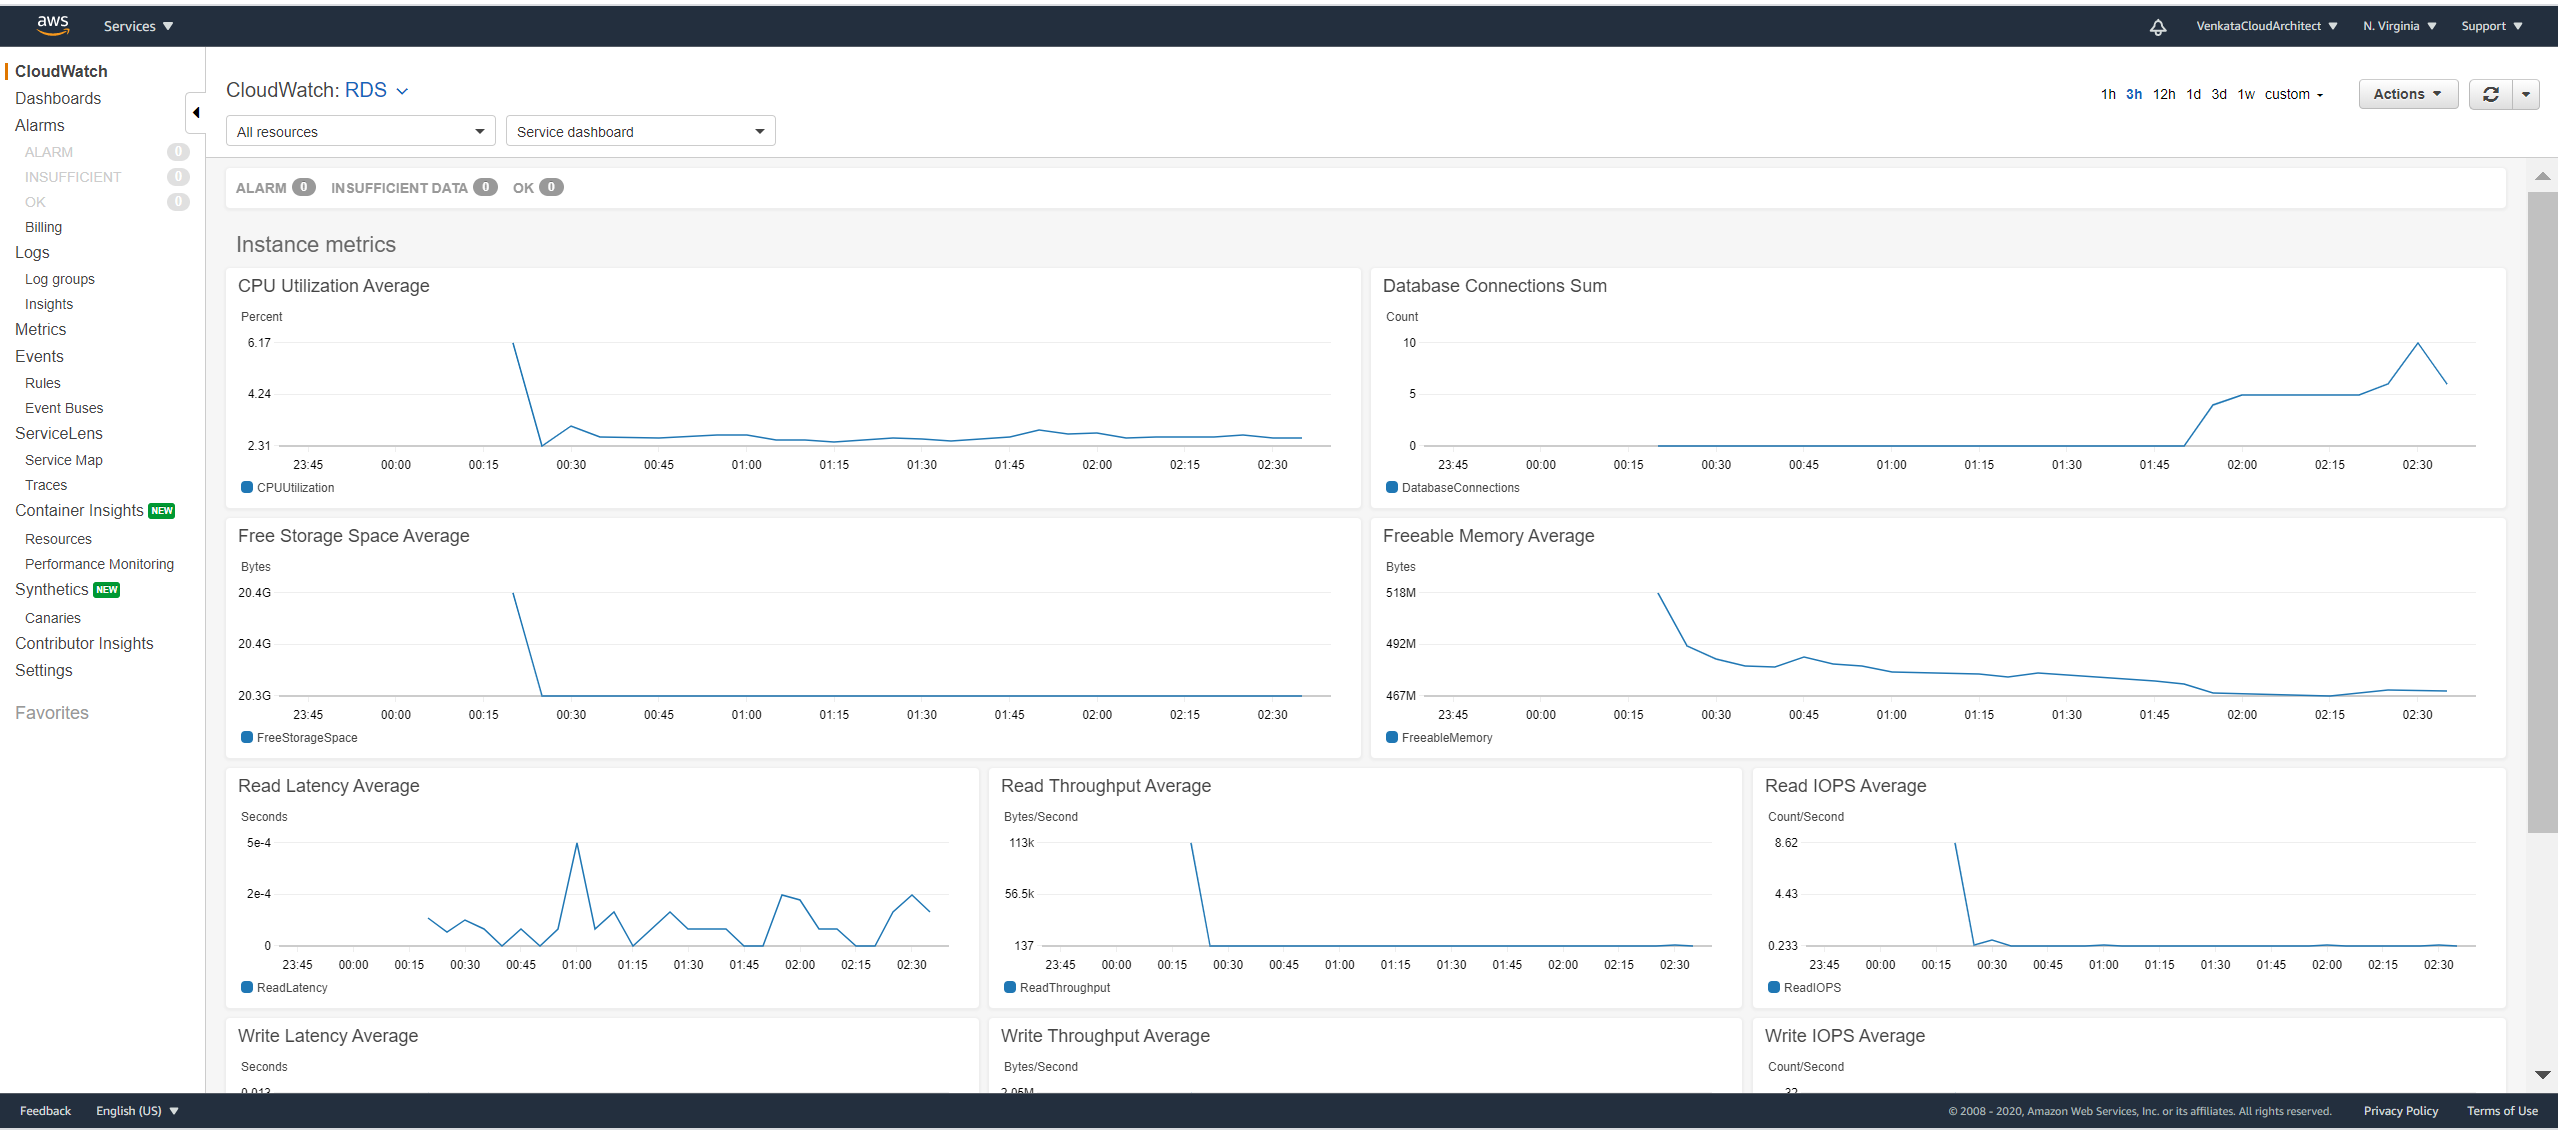 aws Services VenkataCloudArchitect N. Virginia Support
CloudWatch
Dashboards
Alarms
ALARM 0
INSUFFICIENT 0
OK 0
Billing
Logs
Log groups
Insights
Metrics
Events
Rules
Event Buses
ServiceLens
Service Map
Traces
Container Insights NEW
Resources
Performance Monitoring
Synthetics NEW
Canaries
Contributor Insights
Settings
Favorites
CloudWatch: RDS
1h 3h 12h 1d 3d 1w custom Actions
All resources Service dashboard
ALARM 0 INSUFFICIENT DATA 0 OK 0
Instance metrics
CPU Utilization Average
Percent
6.17
4.24
2.31
23:45 00:00 00:15 00:30 00:45 01:00 01:15 01:30 01:45 02:00 02:15 02:30
CPUUtilization
Database Connections Sum
Count
10
5
0
23:45 00:00 00:15 00:30 00:45 01:00 01:15 01:30 01:45 02:00 02:15 02:30
DatabaseConnections
Free Storage Space Average
Bytes
20.4G
20.4G
20.3G
23:45 00:00 00:15 00:30 00:45 01:00 01:15 01:30 01:45 02:00 02:15 02:30
FreeStorageSpace
Freeable Memory Average
Bytes
518M
492M
467M
23:45 00:00 00:15 00:30 00:45 01:00 01:15 01:30 01:45 02:00 02:15 02:30
FreeableMemory
Read Latency Average
Seconds
5e-4
2e-4
0
23:45 00:00 00:15 00:30 00:45 01:00 01:15 01:30 01:45 02:00 02:15 02:30
ReadLatency
Read Throughput Average
Bytes/Second
113k
56.5k
137
23:45 00:00 00:15 00:30 00:45 01:00 01:15 01:30 01:45 02:00 02:15 02:30
ReadThroughput
Read IOPS Average
Count/Second
8.62
4.43
0.233
23:45 00:00 00:15 00:30 00:45 01:00 01:15 01:30 01:45 02:00 02:15 02:30
ReadIOPS
Write Latency Average
Seconds
Write Throughput Average
Bytes/Second
Write IOPS Average
Count/Second
Feedback English (US) © 2008 - 2020, Amazon Web Services, Inc. or its affiliates. All rights reserved. Privacy Policy Terms of Use